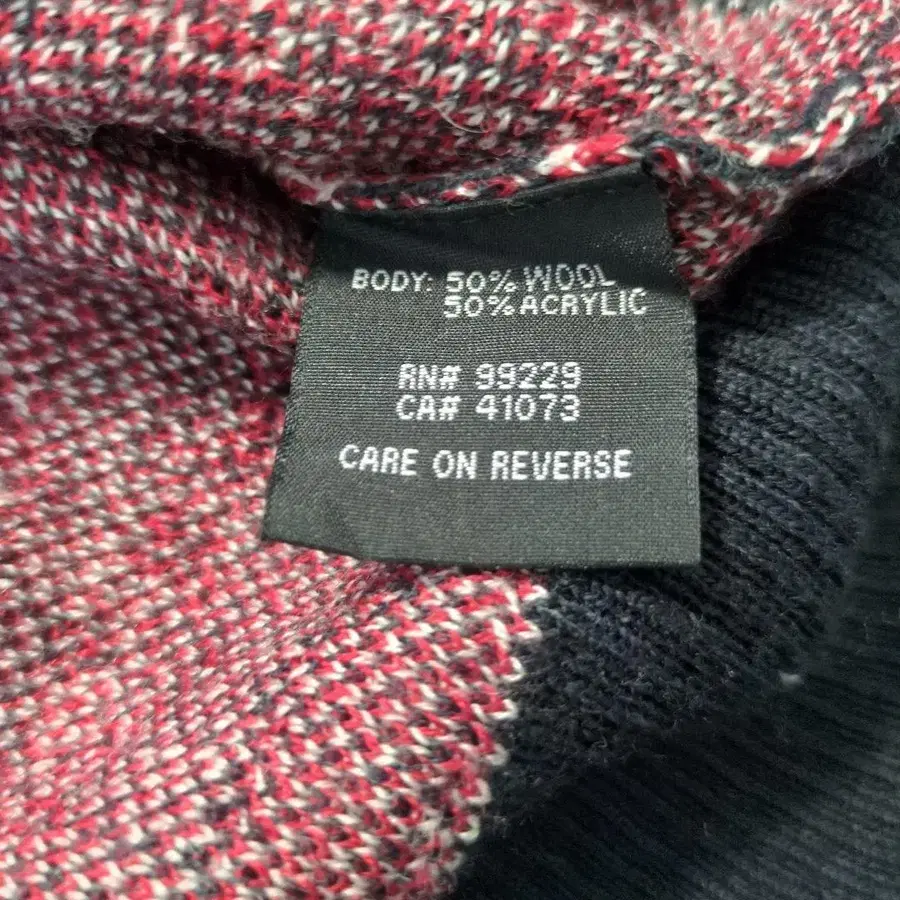 BODY: 50% WOOL
50% ACRYLIC
RN# 99229
CA# 41073
CARE ON REVERSE